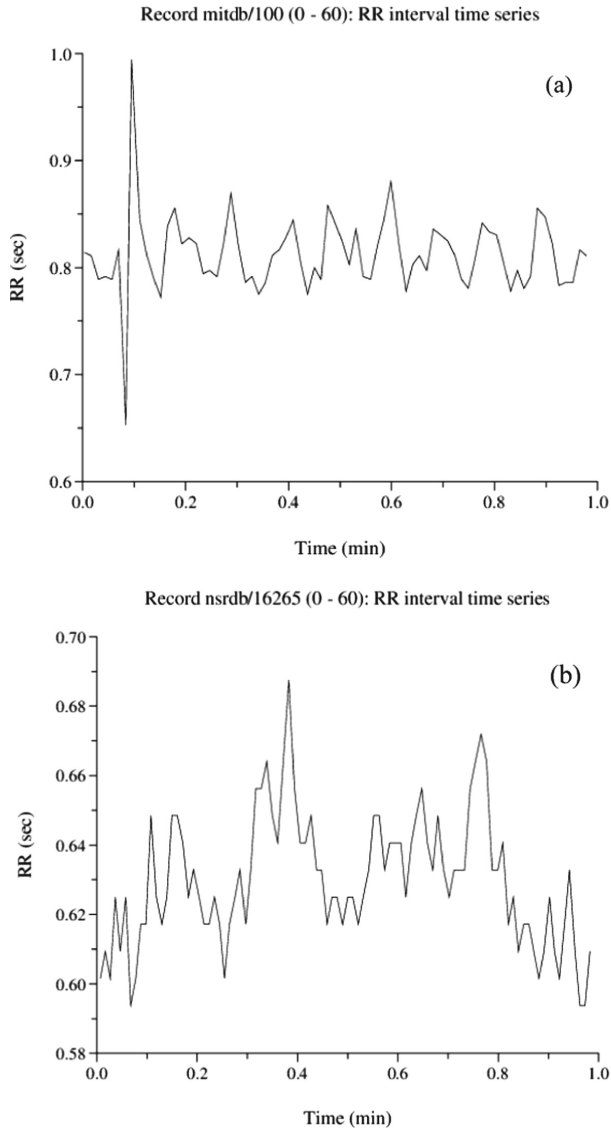 Record mitdb/100 (0 - 60): RR interval time series
(a)
1.0
0.9
0.8
0.7
0.6
RR (sec)
0.0 0.2 0.4 0.6 0.8 1.0
Time (min)
Record nsrdb/16265 (0 - 60): RR interval time series
(b)
0.70
0.68
0.66
0.64
0.62
0.60
0.58
RR (sec)
0.0 0.2 0.4 0.6 0.8 1.0
Time (min)